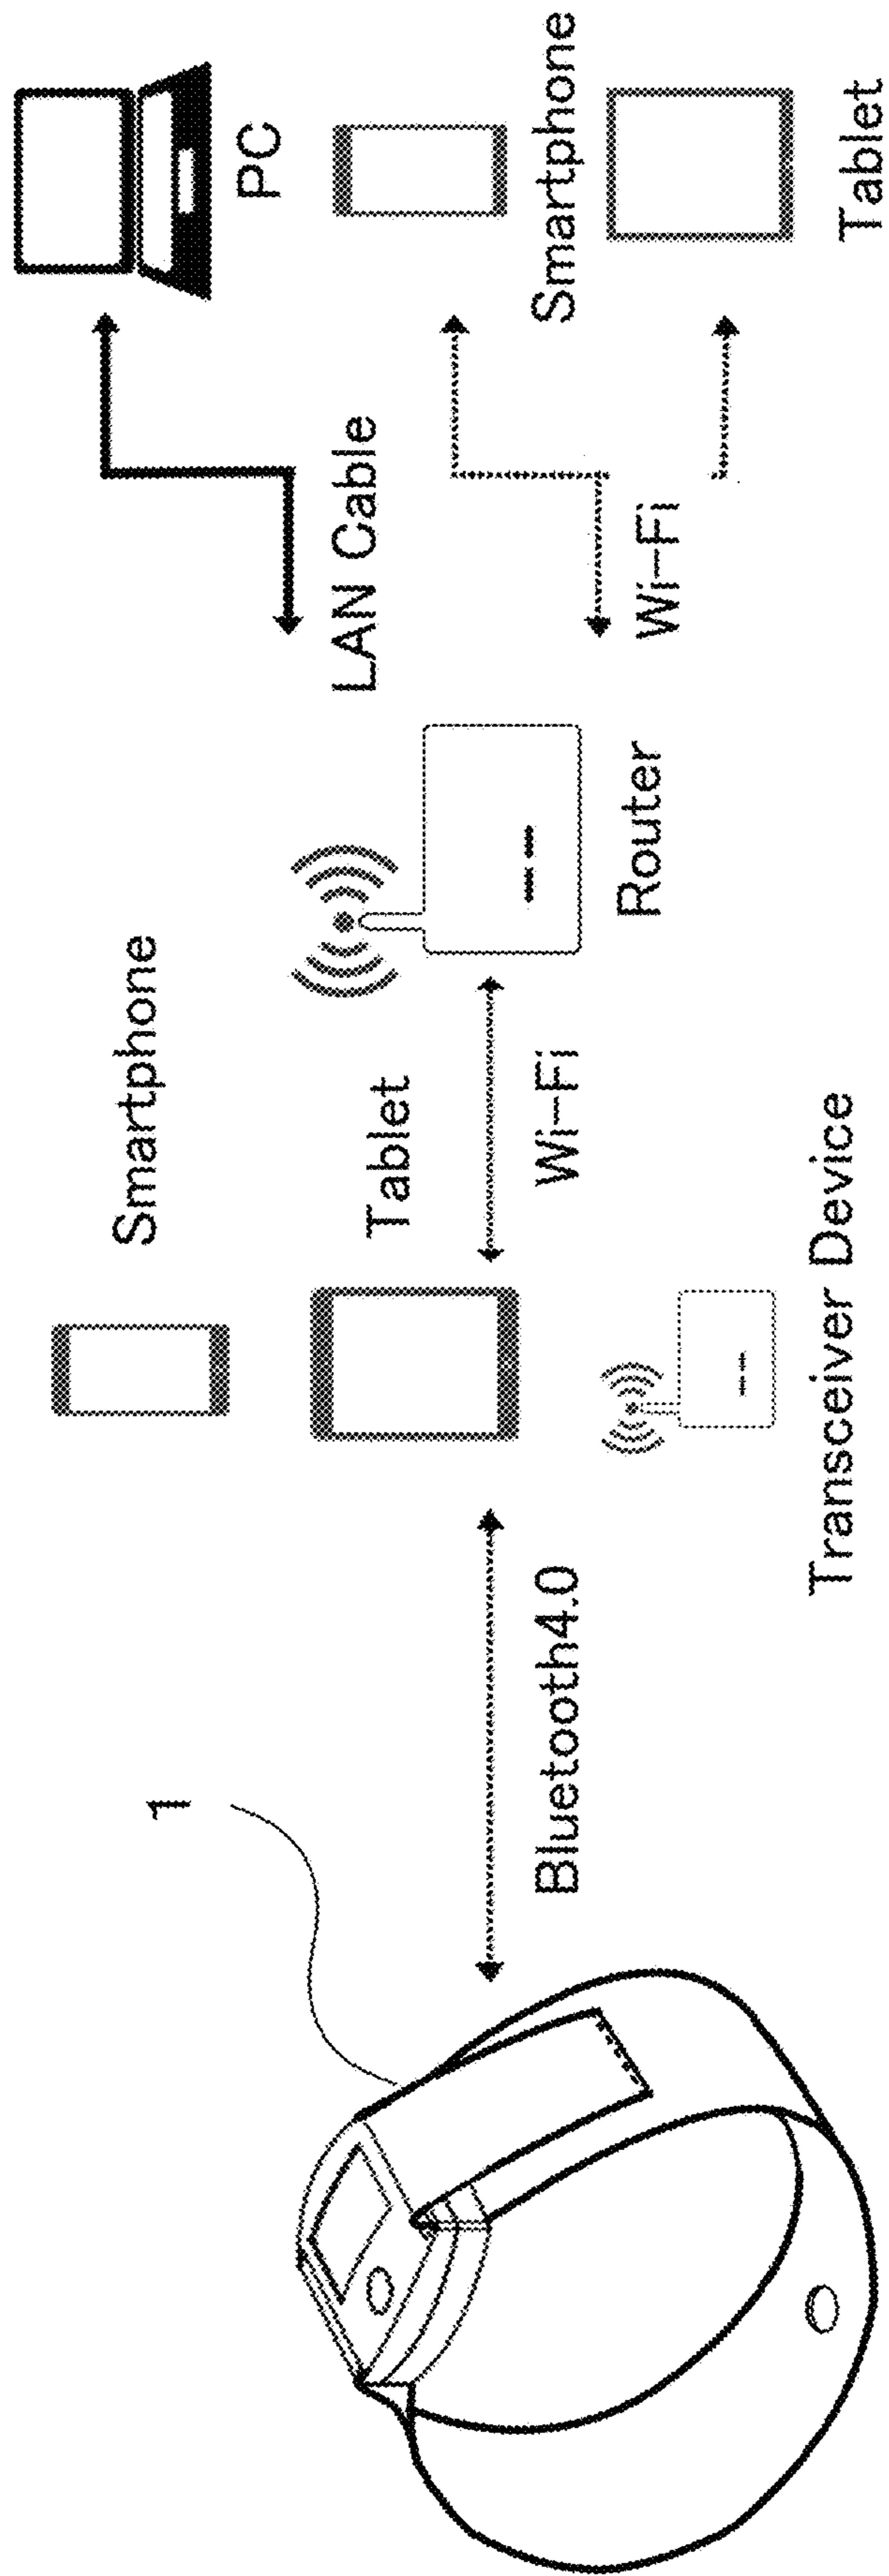 1
Bluetooth4.0
Smartphone
Tablet
Transceiver Device
Wi-Fi
Router
LAN Cable
Wi-Fi
PC
Smartphone
Tablet